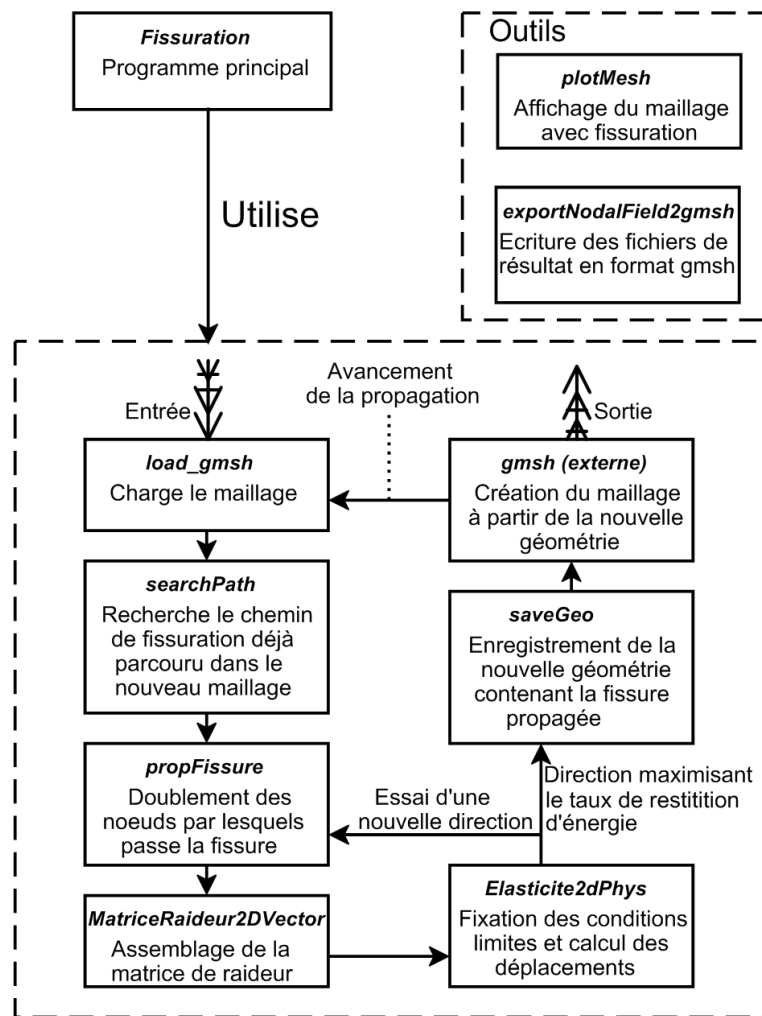 Fissuration
Programme principal
Utilise
Outils
plotMesh
Affichage du maillage
avec fissuration
exportNodalField2gmsh
Ecriture des fichiers de
résultat en format gmsh
Entrée
Avancement
de la propagation
Sortie
load_gmsh
Charge le maillage
gmsh (externe)
Création du maillage
à partir de la nouvelle
géométrie
searchPath
Recherche le chemin
de fissuration déjà
parcouru dans le
nouveau maillage
saveGeo
Enregistrement de la
nouvelle géométrie
contenant la fissure
propagée
propFissure
Doublement des
noeuds par lesquels
passe la fissure
Essai d'une
nouvelle direction
Direction maximisant
le taux de restitition
d'énergie
MatriceRaideur2DVector
Assemblage de la
matrice de raideur
Elasticite2dPhys
Fixation des conditions
limites et calcul des
déplacements